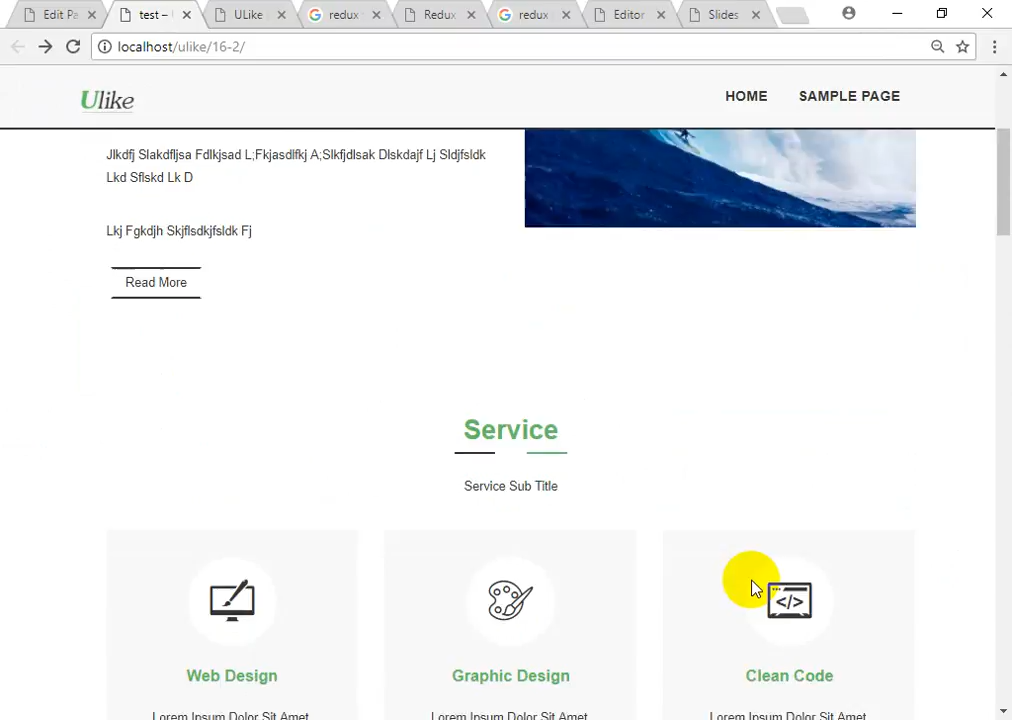 Edit Pa
test –
ULike
redux
Redux
redux
Editor
Slides
localhost/ulike/16-2/
Ulike
HOME
SAMPLE PAGE
Jlkdfj Slakdfljsa Fdlkjsad L;Fkjasdlfkj A;Slkfjdlsak Dlskdajf Lj Sldjfsldk
Lkd Sflskd Lk D
Lkj Fgkdjh Skjflsdkjfsldk Fj
Read More
Service
Service Sub Title
Web Design
Graphic Design
Clean Code
Lorem Ipsum Dolor Sit Amet
Lorem Ipsum Dolor Sit Amet
Lorem Ipsum Dolor Sit Amet